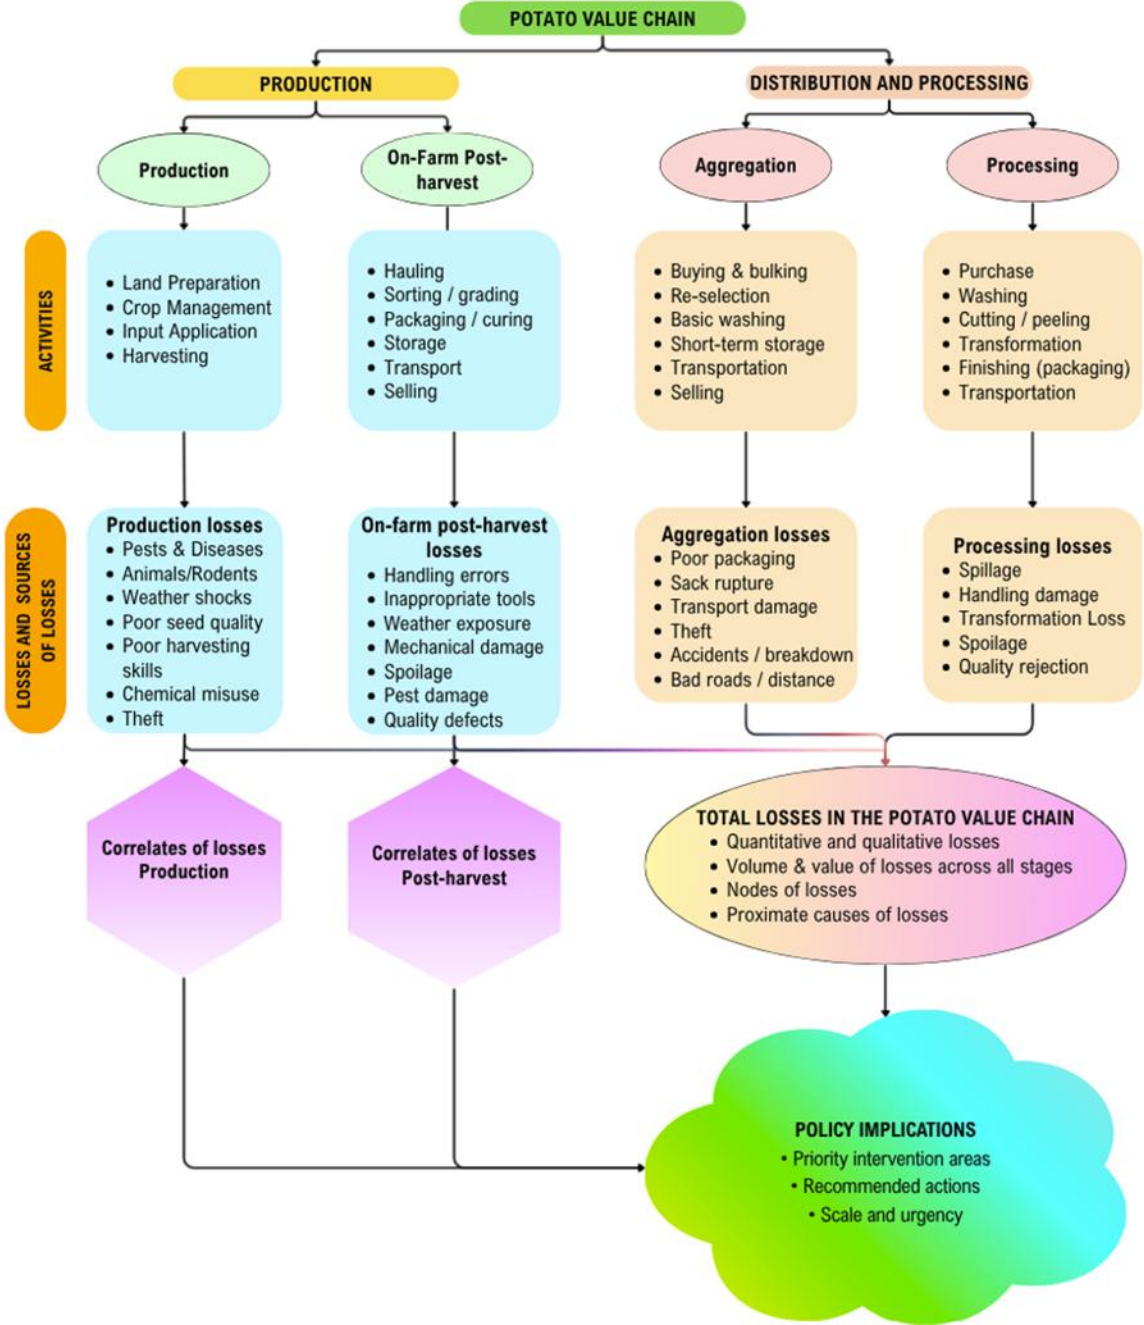 POTATO VALUE CHAIN
PRODUCTION
DISTRIBUTION AND PROCESSING
Production
On-Farm Post-
harvest
Aggregation
Processing
ACTIVITIES
• Land Preparation
• Crop Management
• Input Application
• Harvesting
• Hauling
• Sorting / grading
• Packaging / curing
• Storage
• Transport
• Selling
• Buying & bulking
• Re-selection
• Basic washing
• Short-term storage
• Transportation
• Selling
• Purchase
• Washing
• Cutting / peeling
• Transformation
• Finishing (packaging)
• Transportation
LOSSES AND SOURCES
OF LOSSES
Production losses
• Pests & Diseases
• Animals/Rodents
• Weather shocks
• Poor seed quality
• Poor harvesting
skills
• Chemical misuse
• Theft
On-farm post-harvest
losses
• Handling errors
• Inappropriate tools
• Weather exposure
• Mechanical damage
• Spoilage
• Pest damage
• Quality defects
Aggregation losses
• Poor packaging
• Sack rupture
• Transport damage
• Theft
• Accidents / breakdown
• Bad roads / distance
Processing losses
• Spillage
• Handling damage
• Transformation Loss
• Spoilage
• Quality rejection
Correlates of losses
Production
Correlates of losses
Post-harvest
TOTAL LOSSES IN THE POTATO VALUE CHAIN
• Quantitative and qualitative losses
• Volume & value of losses across all stages
• Nodes of losses
• Proximate causes of losses
POLICY IMPLICATIONS
• Priority intervention areas
• Recommended actions
• Scale and urgency